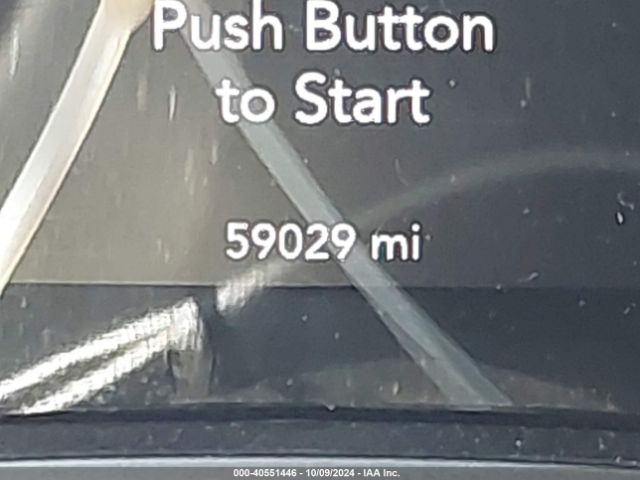 Push Button
to Start
59029 mi
000-40551446 - 10/09/2024 - IAA Inc.